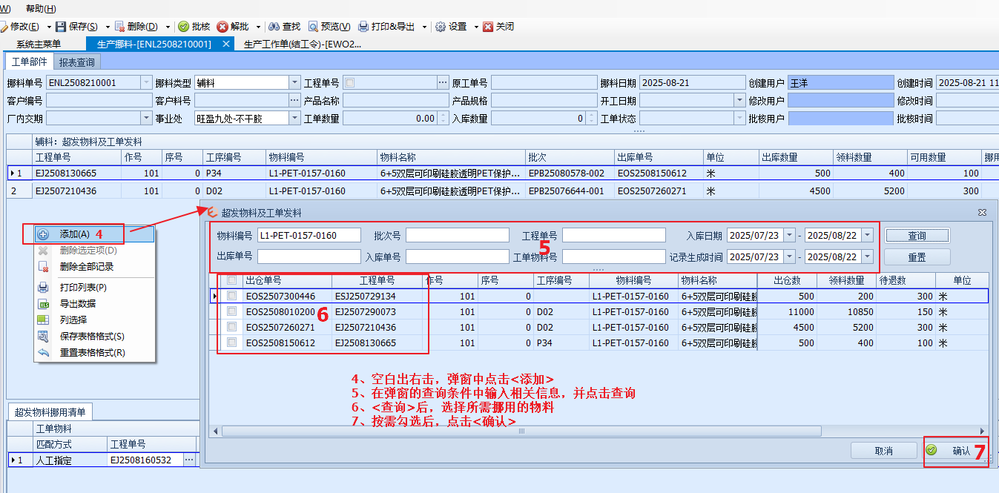 W) 帮助(H)
修改(E) 保存(S) 删除(D) 批核 解批 查找 预览(V) 打印&导出 设置 关闭
系统主菜单 生产挪料-[ENL2508210001] 生产工作单(结工令)-[EWO2...
工单部件 报表查询
挪料单号 ENL2508210001 挪料类型 辅料 工程单号 原工单号 挪料日期 2025-08-21 创建用户 王洋 创建时间 2025-08-21 11
客户编号 客户料号 产品名称 产品规格 开工日期 修改用户 修改时间
厂内交期 事业处 旺盈九处-不干胶 工单数量 0.00 入库数量 0 工单状态 批核用户 批核时间
辅料：超发物料及工单发料
工程单号 作号 序号 工序编号 物料编号 物料名称 批次 出库单号 单位 出库数量 领料数量 可用数量 挪用
1 EJ2508130665 101 0 P34 L1-PET-0157-0160 6+5双层可印刷硅胶透明PET保护... EPB25080578-002 EOS2508150612 米 500 400 100
2 EJ2507210436 101 0 D02 L1-PET-0157-0160 6+5双层可印刷硅胶透明PET保护... EPB25076644-001 EOS2507260271 米 4500 5200 300
超发物料及工单发料
添加(A) 4
删除选定项(D)
删除全部记录
打印列表(P)
导出数据
列选择
保存表格格式(S)
重置表格格式(R)
物料编号 L1-PET-0157-0160 批次号 工程单号 入库日期 2025/07/23 - 2025/08/22 查询
5
出库单号 入库单号 工单物料号 记录生成时间 2025/07/23 - 2025/08/22 重置
出仓单号 工程单号 作号 序号 工序编号 物料编号 物料名称 出仓数 领料数量 待退数 单位
EOS2507300446 ESJ250729134 101 0 L1-PET-0157-0160 6+5双层可印刷硅胶 500 200 300 米
EOS2508010200 EJ2507290073 101 0 D02 L1-PET-0157-0160 6+5双层可印刷硅胶 11000 10850 150 米
6
EOS2507260271 EJ2507210436 101 0 D02 L1-PET-0157-0160 6+5双层可印刷硅胶 4500 5200 300 米
EOS2508150612 EJ2508130665 101 0 P34 L1-PET-0157-0160 6+5双层可印刷硅胶 500 400 100 米
4、空白出右击，弹窗中点击<添加>
5、在弹窗的查询条件中输入相关信息，并点击查询
6、<查询>后，选择所需挪用的物料
7、按需勾选后，点击<确认>
取消 确认 7
超发物料挪用清单
工单物料
匹配方式 工程单号
1 人工指定 EJ2508160532